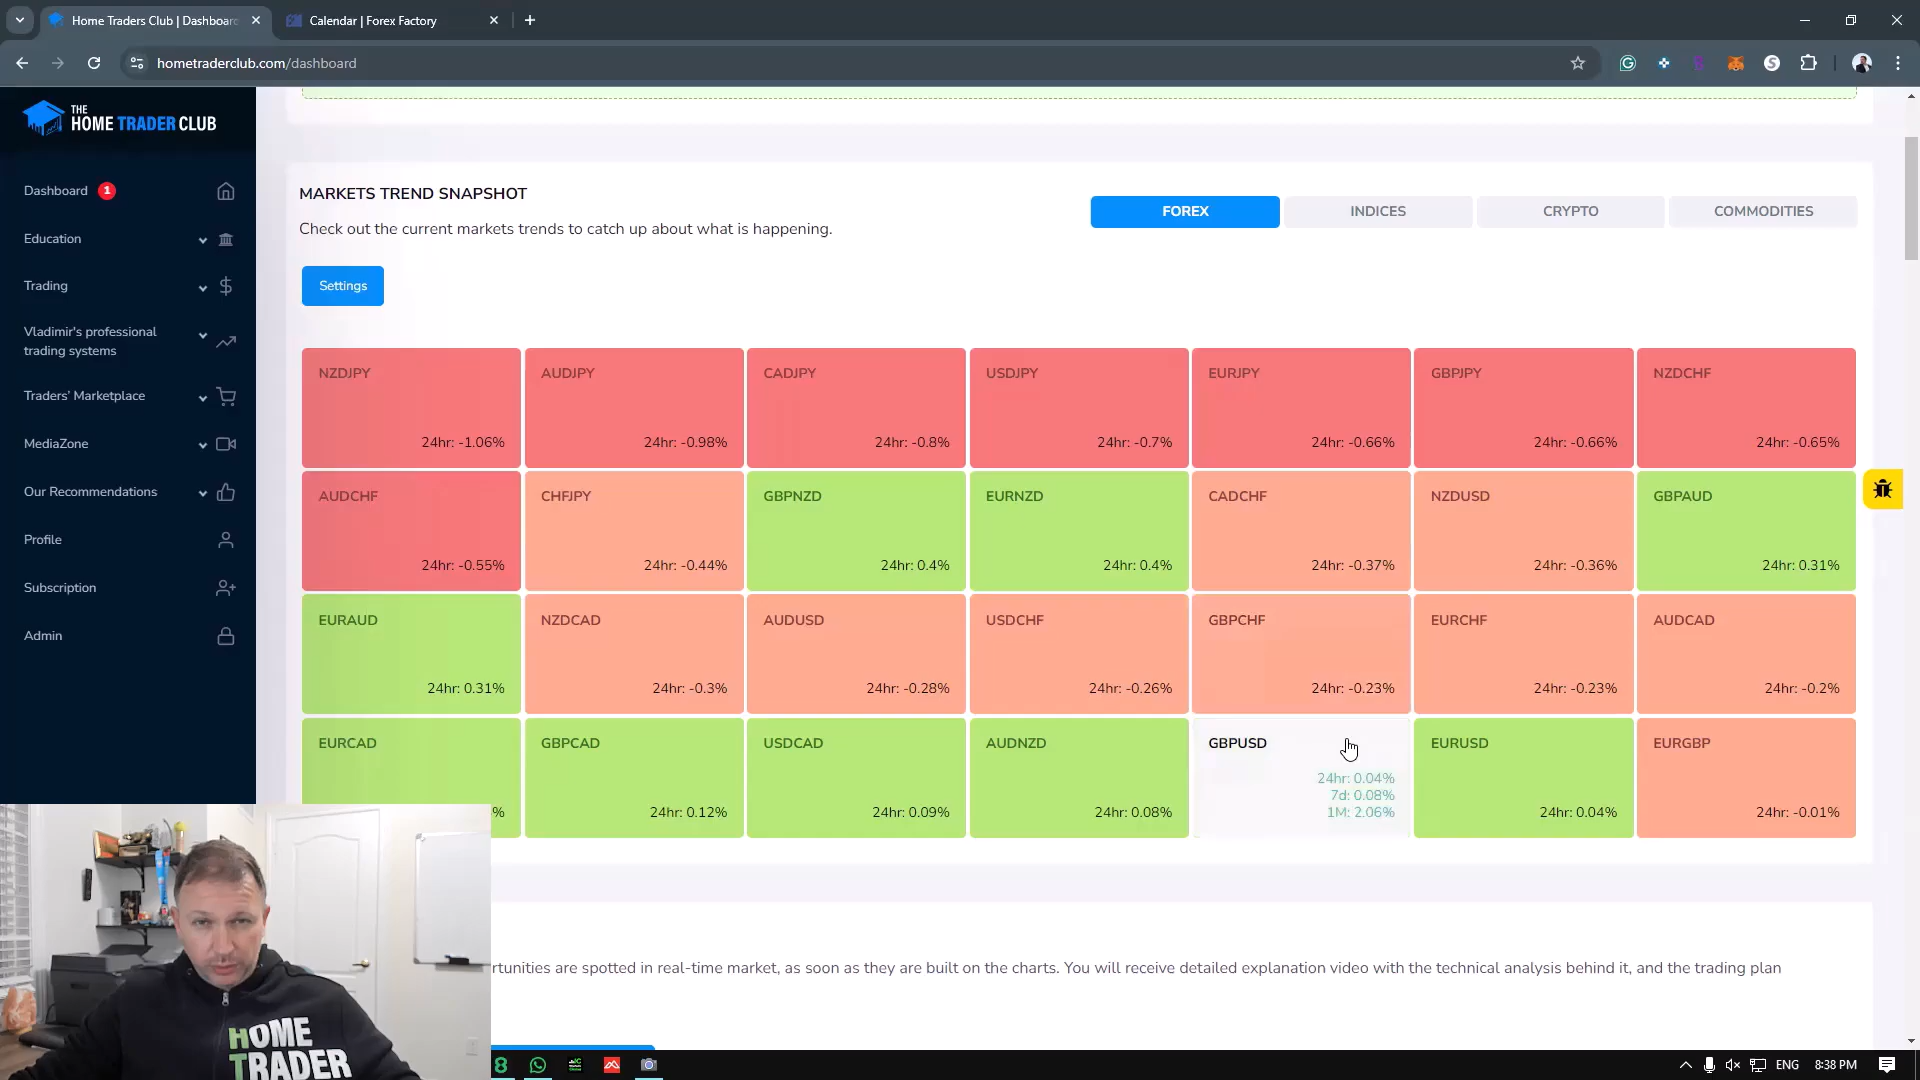 Home Traders Club | Dashboar
Calendar | Forex Factory
hometraderclub.com/dashboard
THE
HOME TRADER CLUB
Dashboard 1
Education
Trading
Vladimir's professional
trading systems
Traders' Marketplace
MediaZone
Our Recommendations
Profile
Subscription
Admin
MARKETS TREND SNAPSHOT
Check out the current markets trends to catch up about what is happening.
FOREX INDICES CRYPTO COMMODITIES
Settings
NZDJPY AUDJPY CADJPY USDJPY EURJPY GBPJPY NZDCHF
24hr: -1.06% 24hr: -0.98% 24hr: -0.8% 24hr: -0.7% 24hr: -0.66% 24hr: -0.66% 24hr: -0.65%
AUDCHF CHFJPY GBPNZD EURNZD CADCHF NZDUSD GBPAUD
24hr: -0.55% 24hr: -0.44% 24hr: 0.4% 24hr: 0.4% 24hr: -0.37% 24hr: -0.36% 24hr: 0.31%
EURAUD NZDCAD AUDUSD USDCHF GBPCHF EURCHF AUDCAD
24hr: 0.31% 24hr: -0.3% 24hr: -0.28% 24hr: -0.26% 24hr: -0.23% 24hr: -0.23% 24hr: -0.2%
EURCAD GBPCAD USDCAD AUDNZD GBPUSD EURUSD EURGBP
24hr: 0.04%
7d: 0.08%
% 24hr: 0.12% 24hr: 0.09% 24hr: 0.08% 1M: 2.06% 24hr: 0.04% 24hr: -0.01%
rtunities are spotted in real-time market, as soon as they are built on the charts. You will receive detailed explanation video with the technical analysis behind it, and the trading plan
HOME
TRADER
ENG 8:38 PM